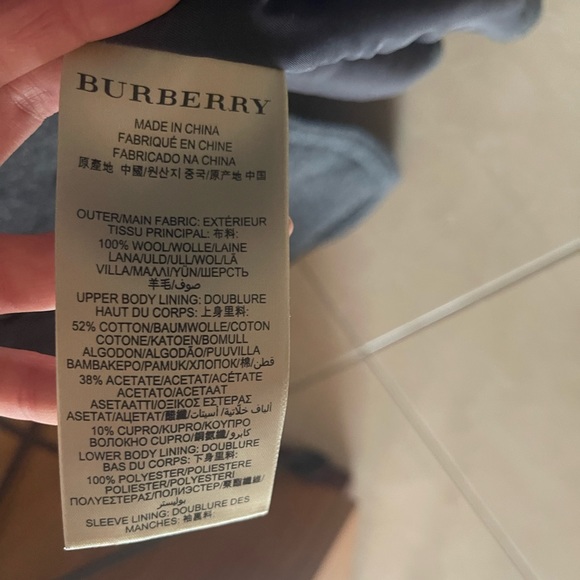 BURBERRY
MADE IN CHINA
FABRIQUÉ EN CHINE
FABRICADO NA CHINA
原產地 中國/원산지 중국/原产地 中国
OUTER/MAIN FABRIC: EXTÉRIEUR
TISSU PRINCIPAL: 布料:
100% WOOL/WOLLE/LAINE
LANA/ULD/ULL/WOL/LÃ
VILLA/ΜΑΛΛΙ/YÜN/ШЕРСТЬ
羊毛/صوف
UPPER BODY LINING: DOUBLURE
HAUT DU CORPS: 上身里料:
52% COTTON/BAUMWOLLE/COTON
COTONE/KATOEN/BOMULL
ALGODON/ALGODÃO/PUUVILLA
ΒΑΜΒΑΚΕΡΟ/PAMUK/ХЛОПОК/棉/قطن
38% ACETATE/ACETAT/ACÉTATE
ACETATO/ACETAAT
ASETAATTI/ΟΞΙΚΟΣ ΕΣΤΕΡΑΣ
ASETAT/АЦЕТАТ/醋纖/أسيتات/ألياف خلاتية
10% CUPRO/KUPRO/ΚΟΥΠΡΟ
ВОЛОКНО CUPRO/銅氨纖/كابرو
LOWER BODY LINING: DOUBLURE
BAS DU CORPS: 下身里料:
100% POLYESTER/POLIESTERE
POLIESTER/POLYESTERI
ΠΟΛΥΕΣΤΕΡΑΣ/ПОЛИЭСТЕР/聚酯纖維/
بوليستر
SLEEVE LINING: DOUBLURE DES
MANCHES: 袖裏料: